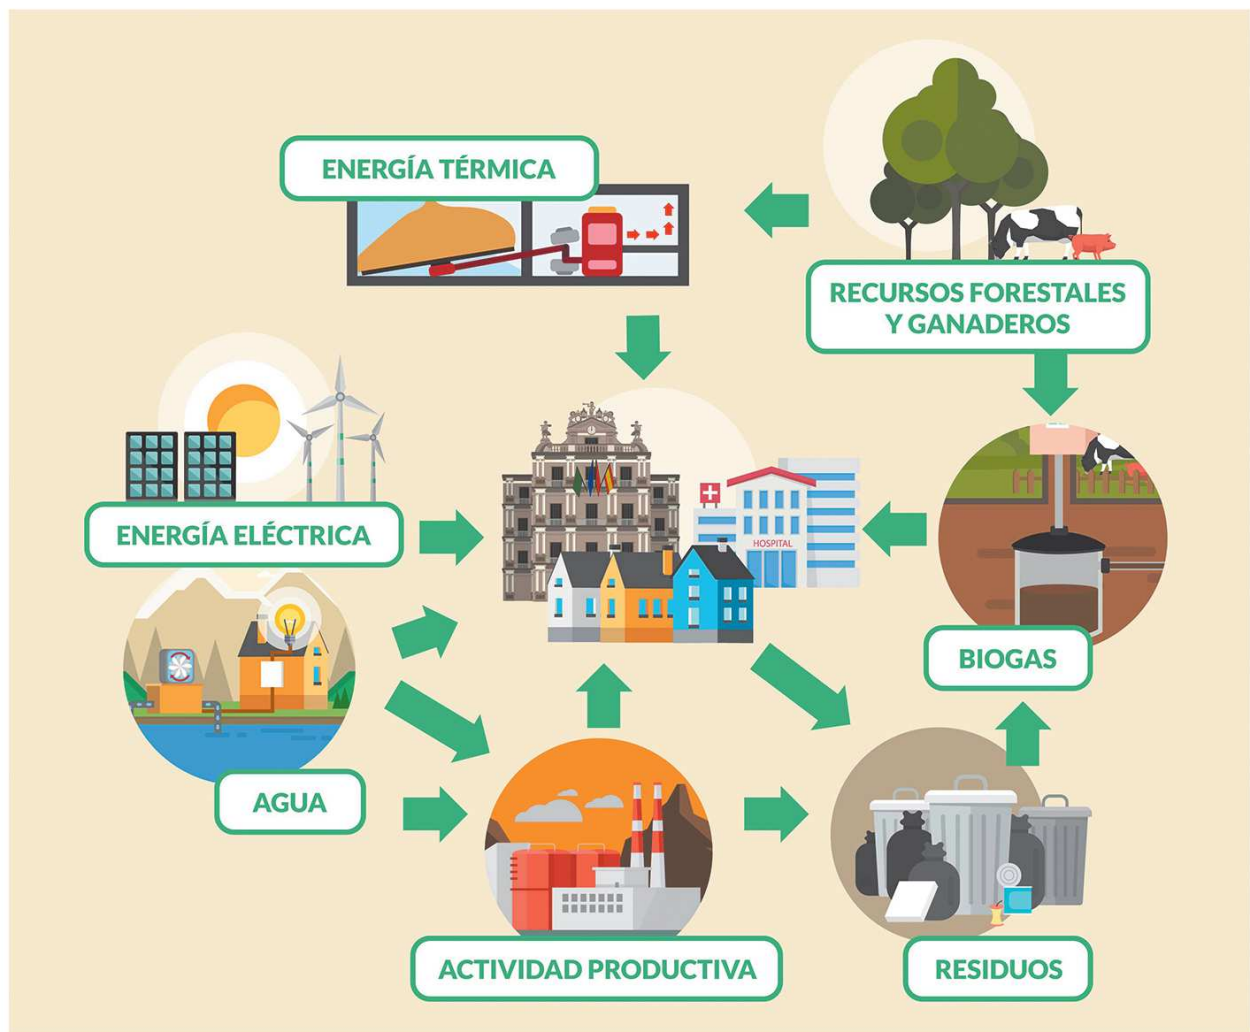 ENERGÍA TÉRMICA
RECURSOS FORESTALES
Y GANADEROS
ENERGÍA ELÉCTRICA
HOSPITAL
BIOGAS
AGUA
ACTIVIDAD PRODUCTIVA
RESIDUOS